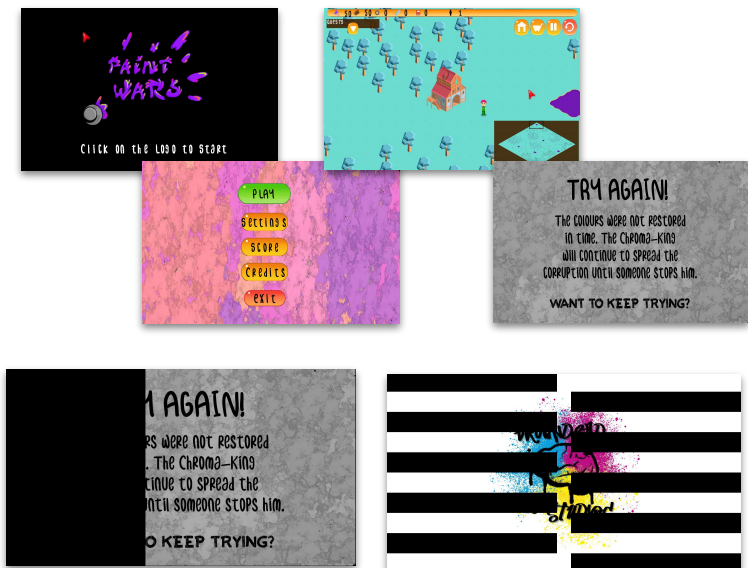 PAINT
WARS
Click on the Logo to Start
QUESTS
PLAY
Settings
Score
Credits
exit
TRY AGAIN!
The colours were not restored
in time. The Chroma-King
will continue to spread the
corruption until someone stops him.
WANT TO KEEP TRYING?
AGAIN!
were not restored
. The Chroma-King
tinue to spread the
until someone stops him.
O KEEP TRYING?